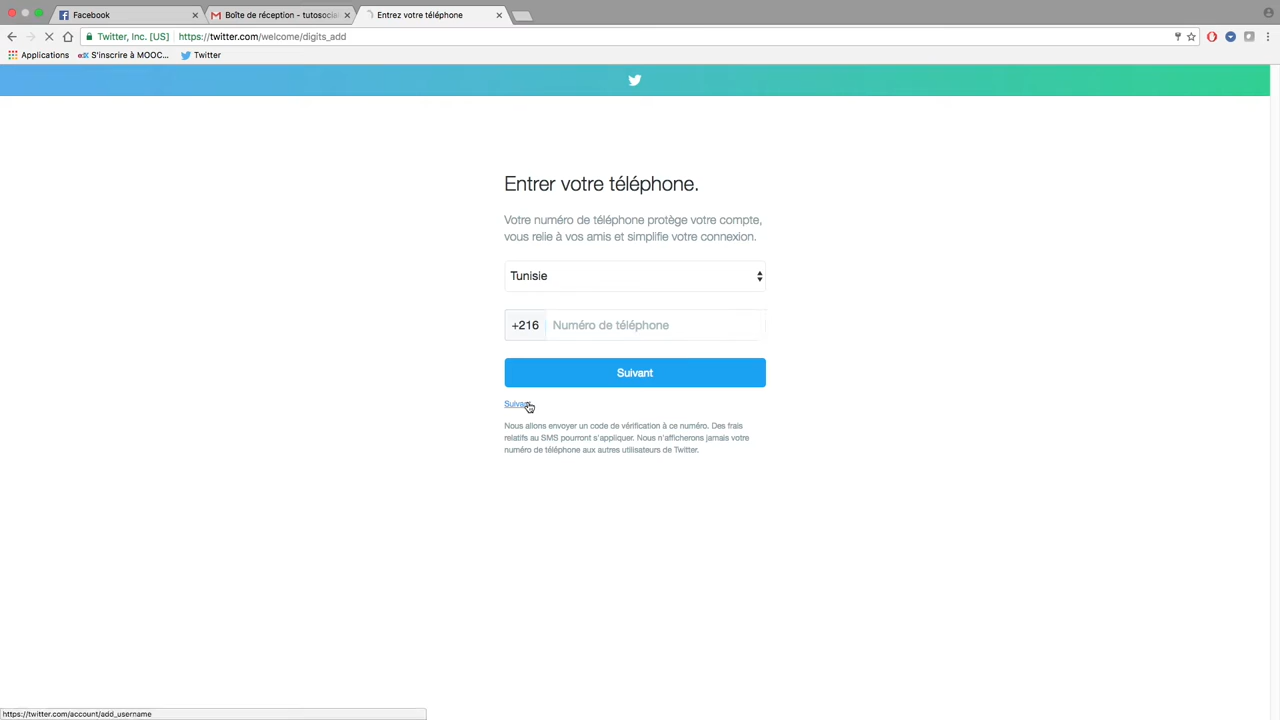 Facebook
Boîte de réception - tutosocia
Entrez votre téléphone
Twitter, Inc. [US]
https://twitter.com/welcome/digits_add
Applications
S'inscrire à MOOC...
Twitter
Entrer votre téléphone.
Votre numéro de téléphone protège votre compte,
vous relie à vos amis et simplifie votre connexion.
Tunisie
+216
Numéro de téléphone
Suivant
Nous allons envoyer un code de vérification à ce numéro. Des frais
relatifs au SMS pourront s'appliquer. Nous n'afficherons jamais votre
numéro de téléphone aux autres utilisateurs de Twitter.
https://twitter.com/account/add_username